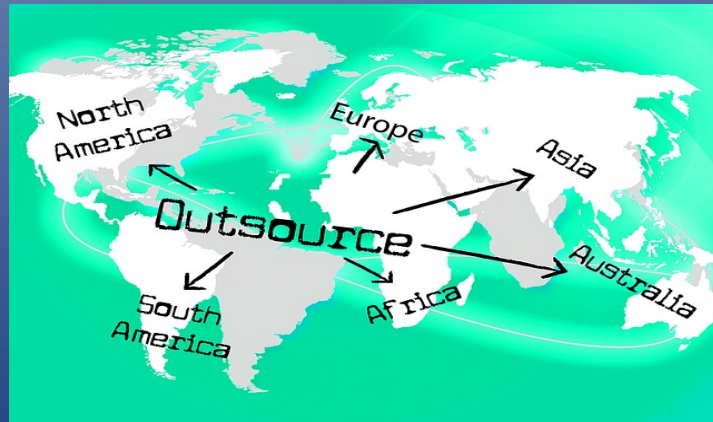 North
America
Europe
Asia
Outsource
Australia
Africa
South
America